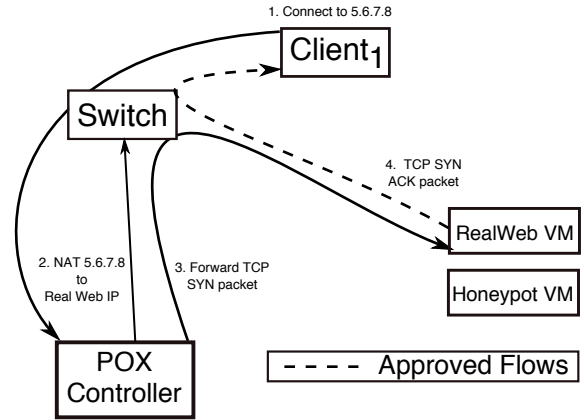 1. Connect to 5.6.7.8
Client1
Switch
4. TCP SYN
ACK packet
RealWeb VM
2. NAT 5.6.7.8
to
Real Web IP
3. Forward TCP
SYN packet
Honeypot VM
POX
Controller
Approved Flows